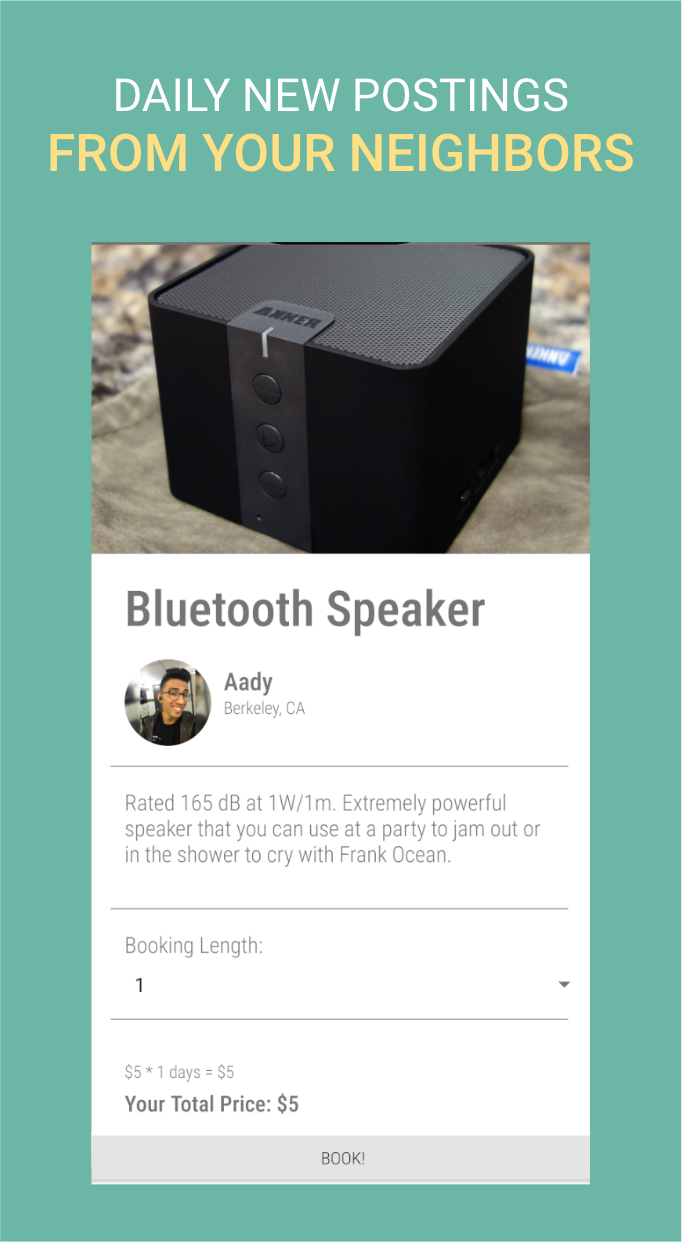 DAILY NEW POSTINGS
FROM YOUR NEIGHBORS
ANKER
ANKER
Bluetooth Speaker
Aady
Berkeley, CA
Rated 165 dB at 1W/1m. Extremely powerful
speaker that you can use at a party to jam out or
in the shower to cry with Frank Ocean.
Booking Length:
1
$5 * 1 days = $5
Your Total Price: $5
BOOK!